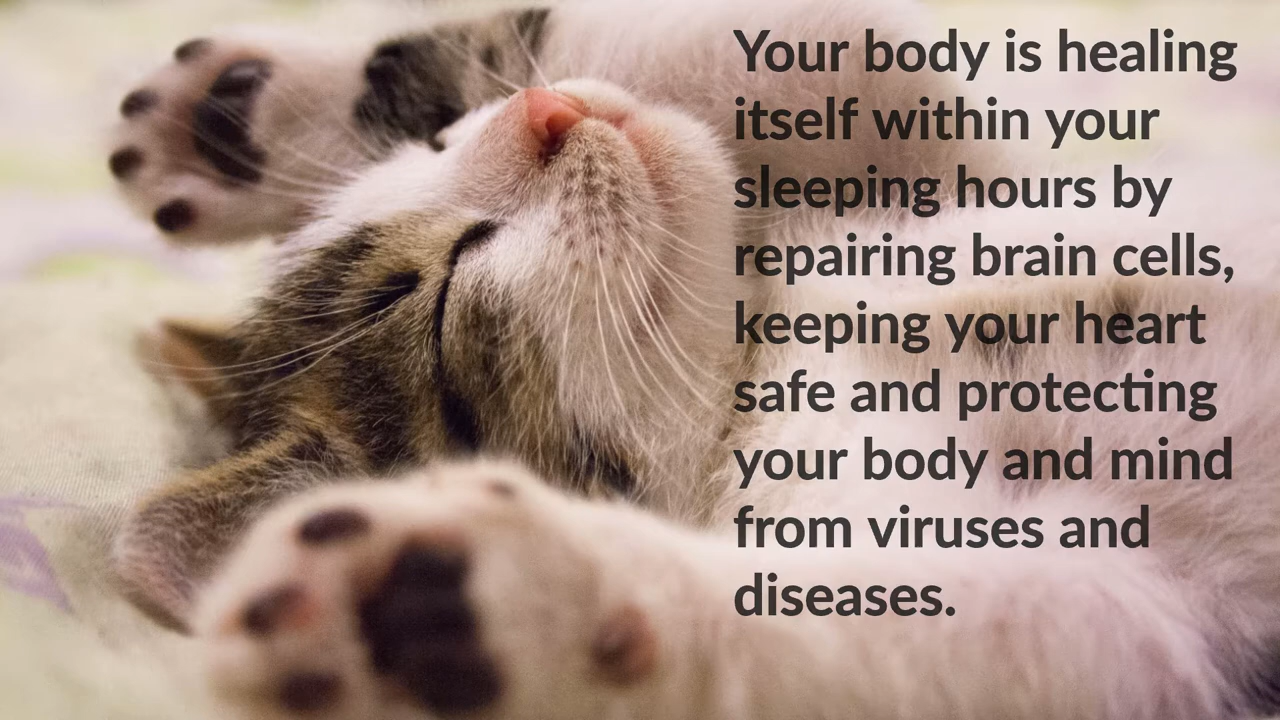 Your body is healing
itself within your
sleeping hours by
repairing brain cells,
keeping your heart
safe and protecting
your body and mind
from viruses and
diseases.